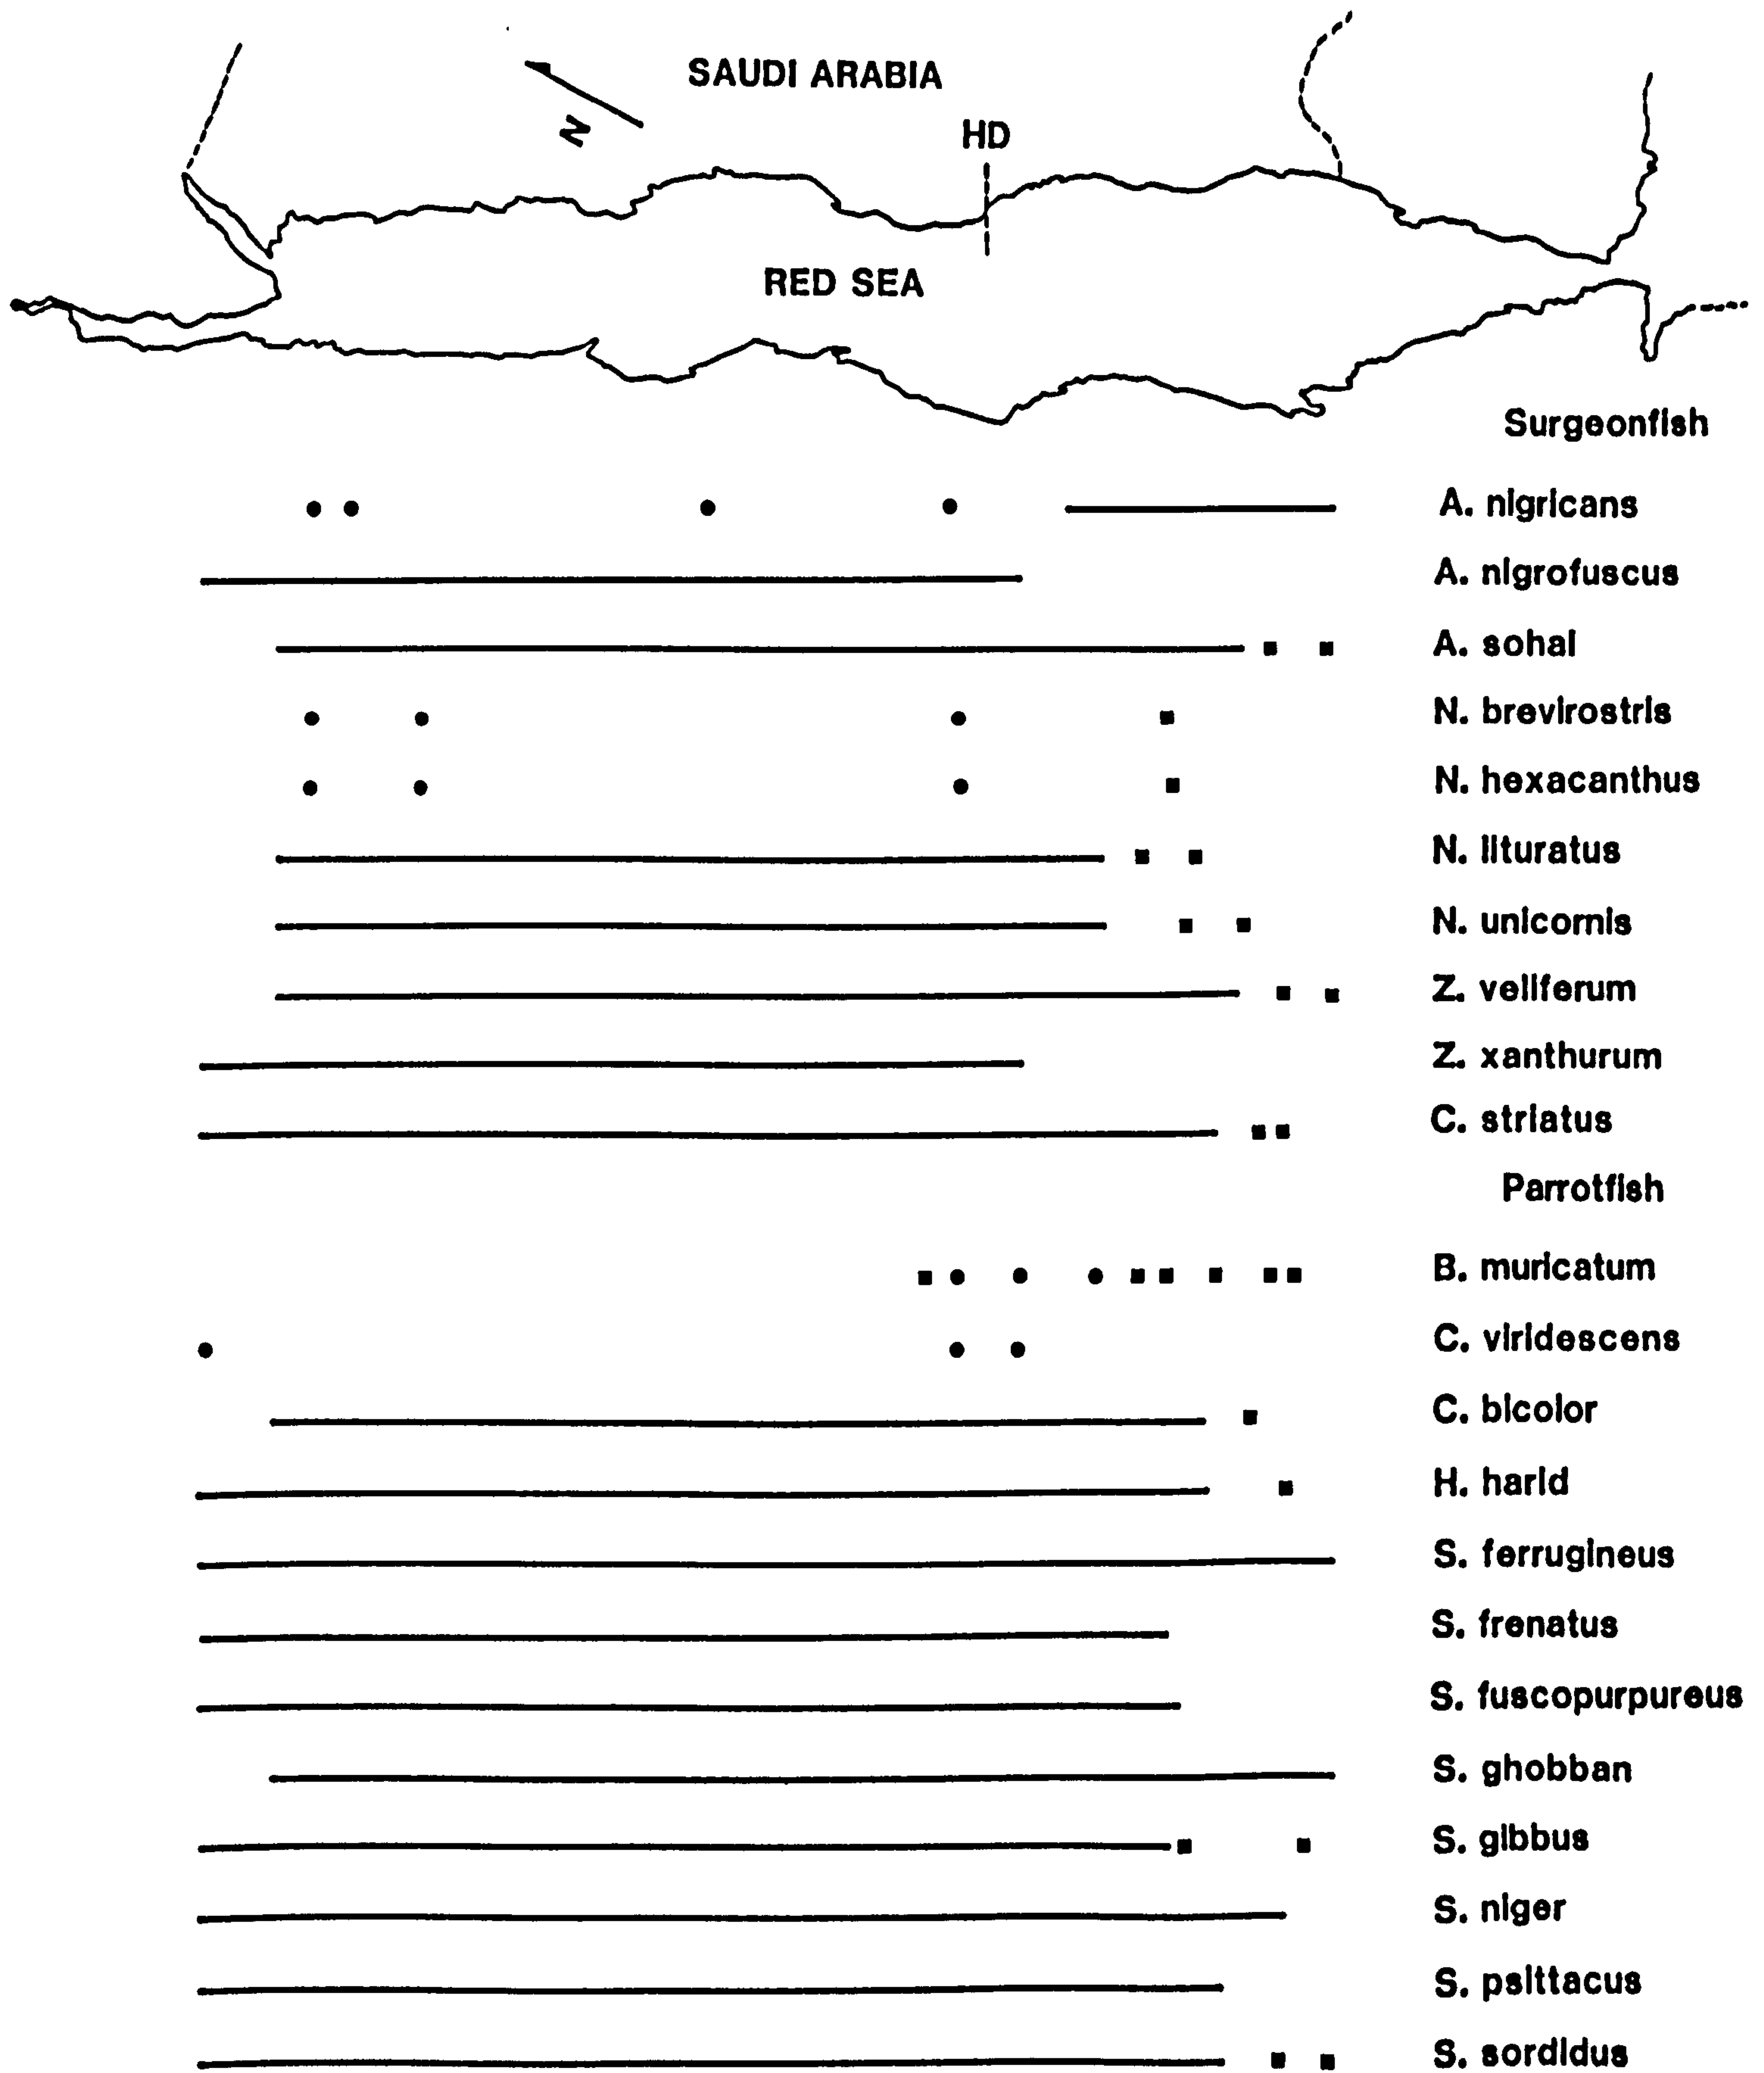 SAUDI ARABIA
N
HD
RED SEA
Surgeonfish
A. nigricans
A. nigrofuscus
A. sohal
N. brevirostris
N. hexacanthus
N. lituratus
N. unicornis
Z. veliferum
Z. xanthurum
C. striatus
Parrotfish
B. muricatum
C. viridescens
C. bicolor
H. harid
S. ferrugineus
S. frenatus
S. fuscopurpureus
S. ghobban
S. gibbus
S. niger
S. psittacus
S. sordidus